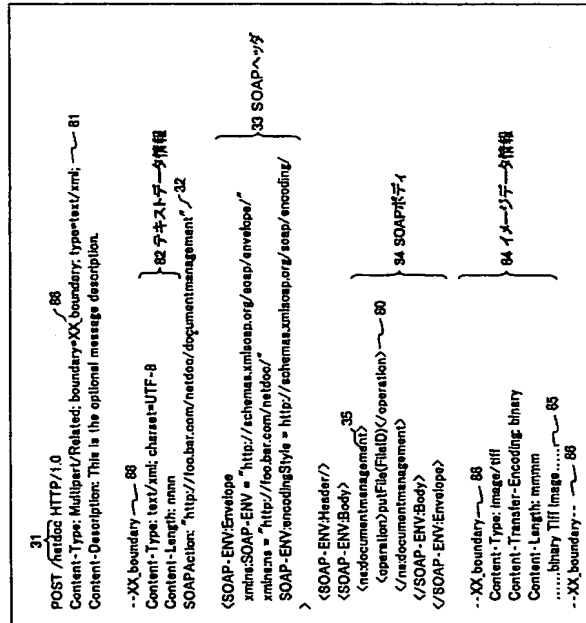 31
POST /netdoc HTTP/1.0
Content-Type: Multipart/Related; boundary=XX_boundary; type=text/xml; 81
86
Content-Description: This is the optional message description.
--XX_boundary 86
Content-Type: text/xml; charset=UTF-8
Content-Length: nnnn
82 テキストデータ情報
SOAPAction: "http://foo.bar.com/netdoc/documentmanagement" 32
<SOAP-ENV:Envelope
xmlns:SOAP-ENV = "http://schemas.xmlsoap.org/soap/envelope/"
xmlns:ns = "http://foo.bar.com/netdoc/"
SOAP-ENV:encodingStyle = http://schemas.xmlsoap.org/soap/encoding/
>
33 SOAPヘッダ
<SOAP-ENV:Header/>
<SOAP-ENV:Body>
<ns:documentmanagement> 35
<operation>putFile(FileID)</operation> 80
</ns:documentmanagement>
</SOAP-ENV:Body>
</SOAP-ENV:Envelope>
34 SOAPボディ
--XX_boundary 86
Content-Type: image/tiff
Content-Transfer-Encoding: binary
Content-Length: mmmm
.......binary Tiff Image....... 85
--XX_boundary-- 86
84 イメージデータ情報